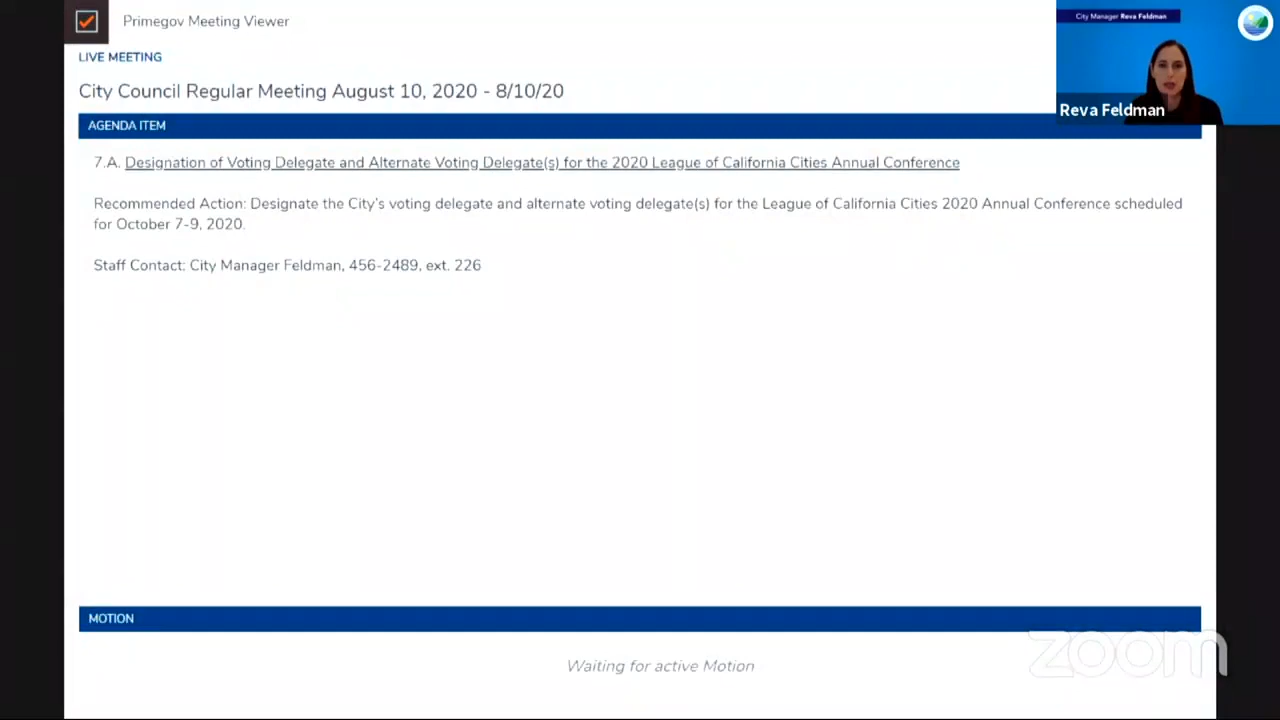 Primegov Meeting Viewer
City Manager Reva Feldman
LIVE MEETING
City Council Regular Meeting August 10, 2020 - 8/10/20
Reva Feldman
AGENDA ITEM
7.A. Designation of Voting Delegate and Alternate Voting Delegate(s) for the 2020 League of California Cities Annual Conference
Recommended Action: Designate the City's voting delegate and alternate voting delegate(s) for the League of California Cities 2020 Annual Conference scheduled
for October 7-9, 2020.
Staff Contact: City Manager Feldman, 456-2489, ext. 226
MOTION
Waiting for active Motion
zoom